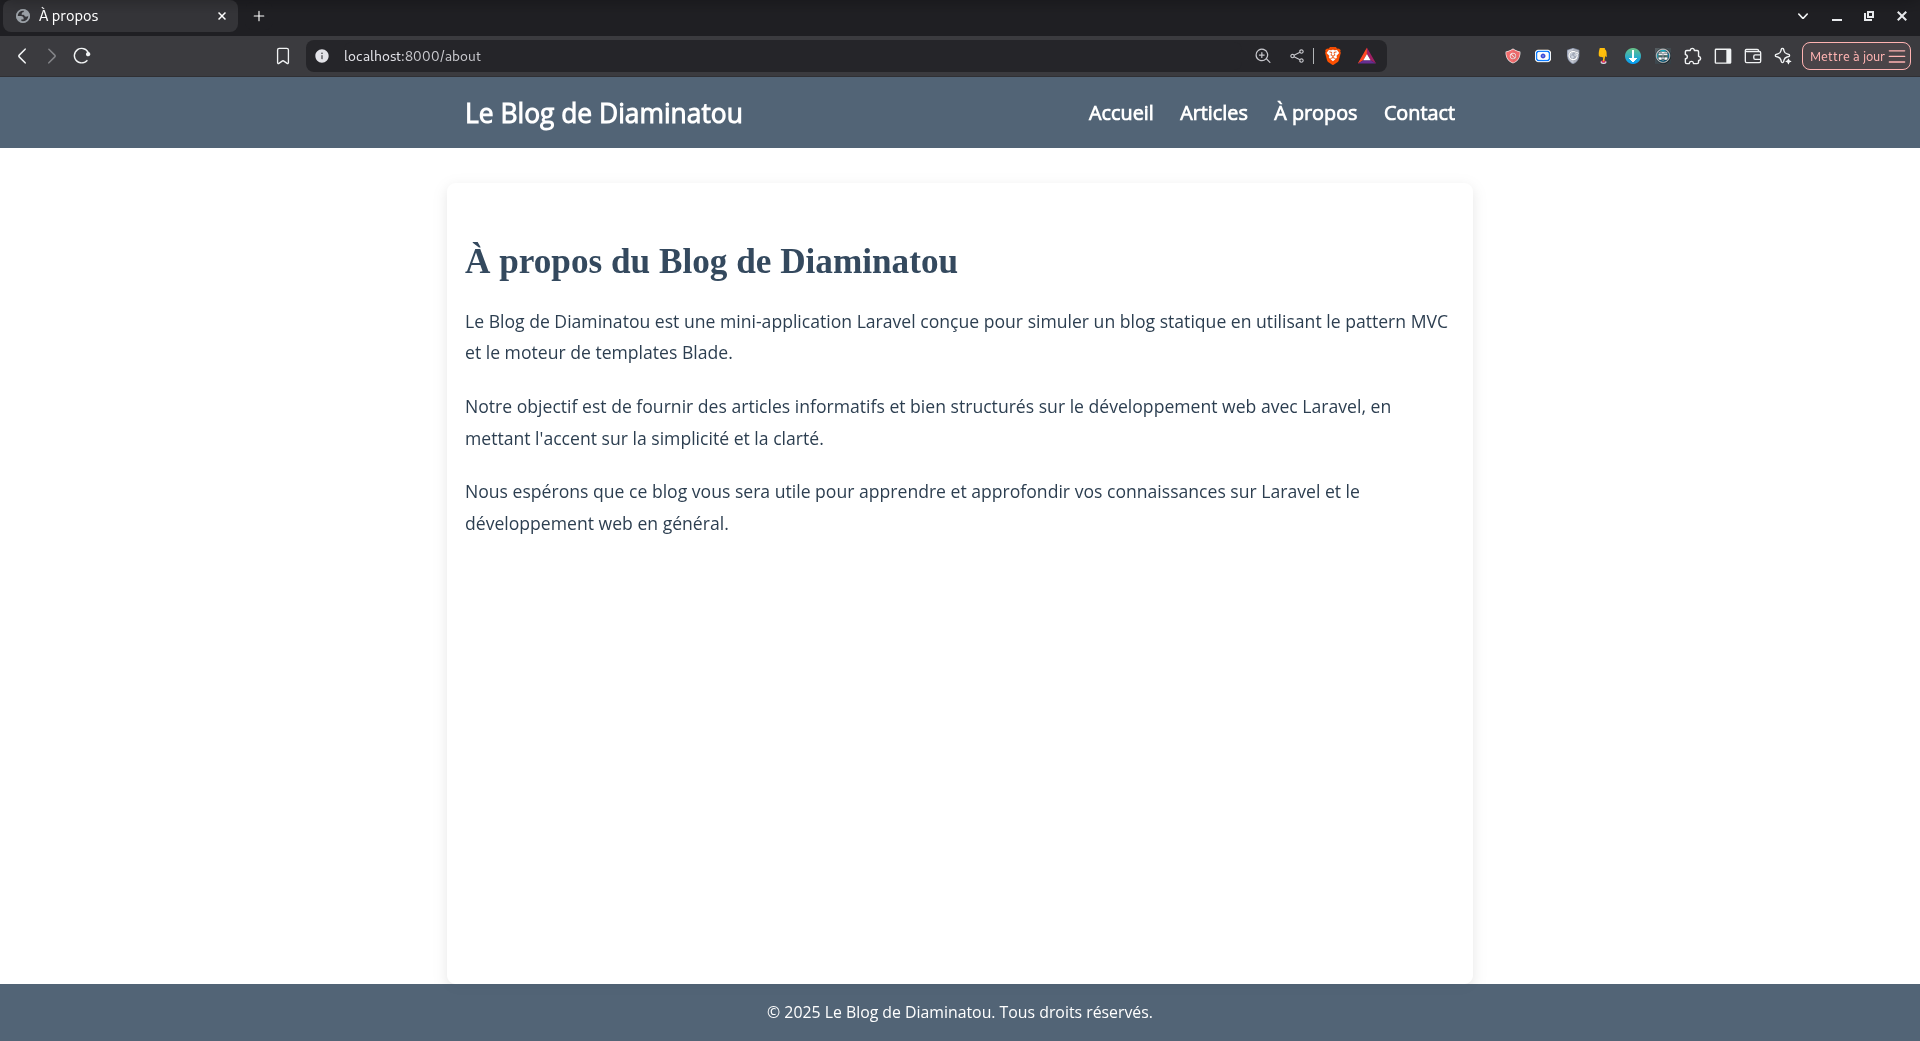 À propos
localhost:8000/about
Mettre à jour
Le Blog de Diaminatou
Accueil
Articles
À propos
Contact
À propos du Blog de Diaminatou
Le Blog de Diaminatou est une mini-application Laravel conçue pour simuler un blog statique en utilisant le pattern MVC
et le moteur de templates Blade.
Notre objectif est de fournir des articles informatifs et bien structurés sur le développement web avec Laravel, en
mettant l'accent sur la simplicité et la clarté.
Nous espérons que ce blog vous sera utile pour apprendre et approfondir vos connaissances sur Laravel et le
développement web en général.
© 2025 Le Blog de Diaminatou. Tous droits réservés.